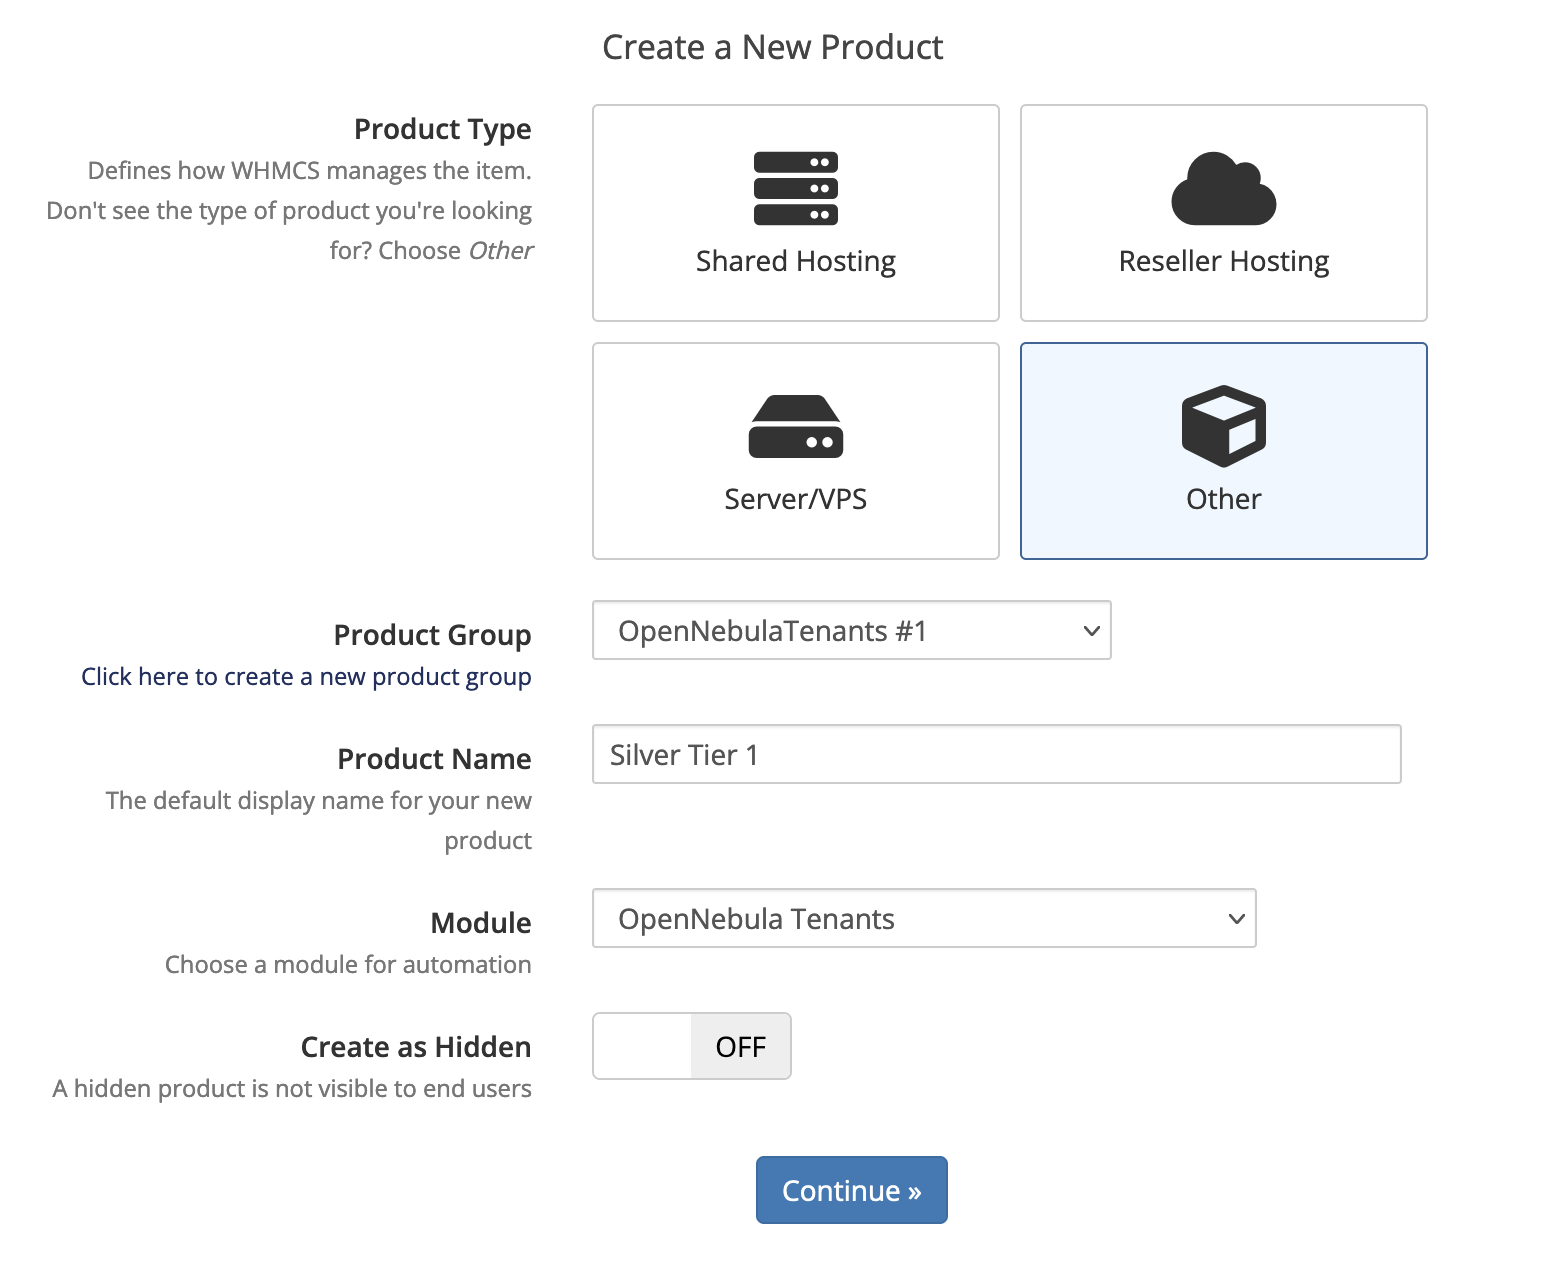 Create a New Product
Product Type
Defines how WHMCS manages the item.
Don't see the type of product you're looking
for? Choose Other
Shared Hosting
Reseller Hosting
Server/VPS
Other
Product Group
Click here to create a new product group
OpenNebulaTenants #1
Product Name
The default display name for your new
product
Silver Tier 1
Module
Choose a module for automation
OpenNebula Tenants
Create as Hidden
A hidden product is not visible to end users
OFF
Continue »